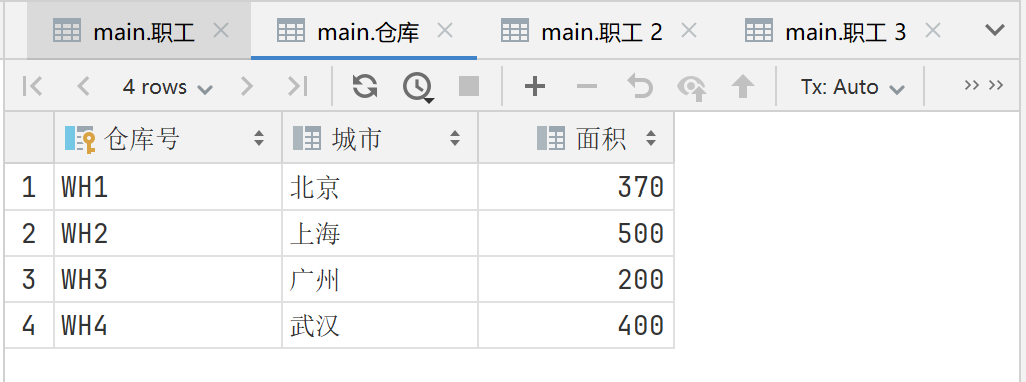 main.职工 main.仓库 main.职工 2 main.职工 3
4 rows Tx: Auto
仓库号 城市 面积
1 WH1 北京 370
2 WH2 上海 500
3 WH3 广州 200
4 WH4 武汉 400